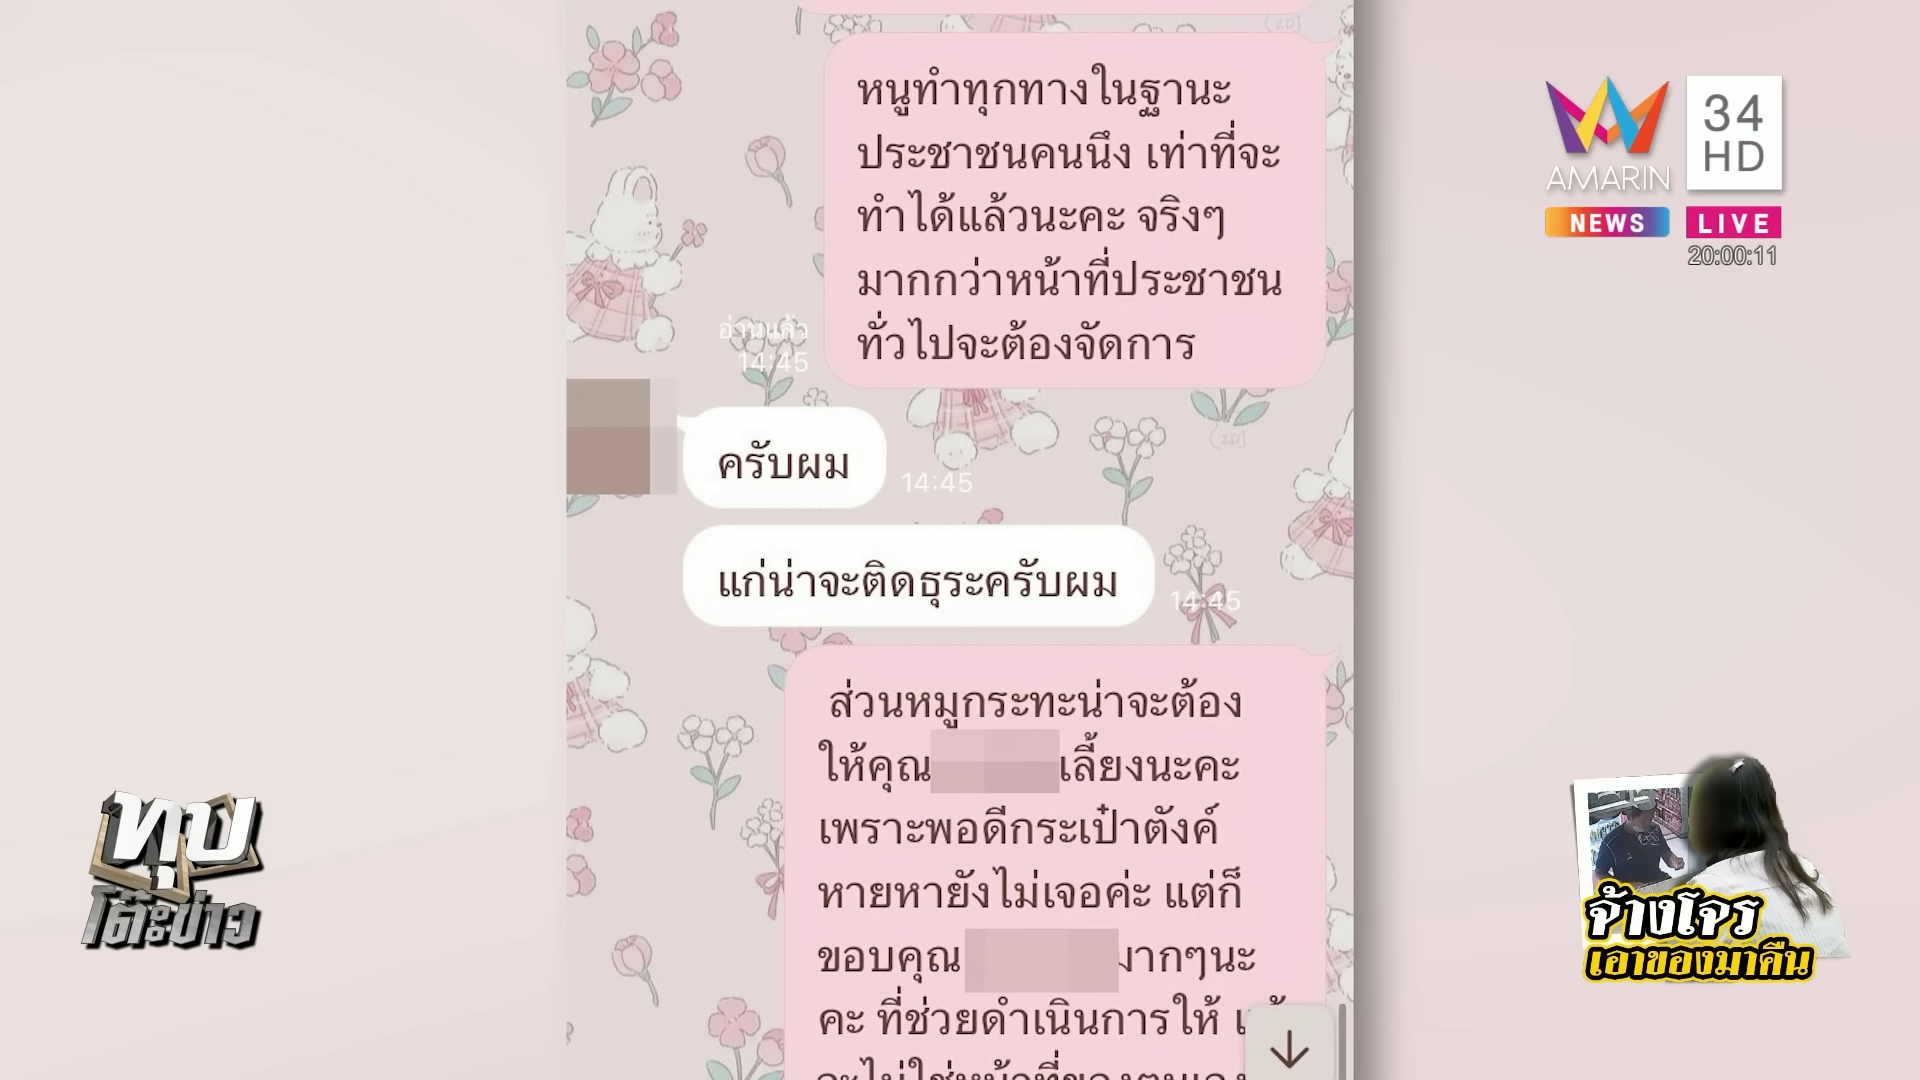 หนูทำทุกทางในฐานะ
ประชาชนคนนึง เท่าที่จะ
ทำได้แล้วนะคะ จริงๆ
มากกว่าหน้าที่ประชาชน
ทั่วไปจะต้องจัดการ
อ่านแล้ว
14:45
ครับผม
14:45
แก่น่าจะติดธุระครับผม
14:45
ส่วนหมูกระทะน่าจะต้อง
ให้คุณ เลี้ยงนะคะ
เพราะพอดีกระเป๋าตังค์
หายหายังไม่เจอค่ะ แต่ก็
ขอบคุณ มากๆนะ
คะ ที่ช่วยดำเนินการให้
AMARIN
NEWS
34
HD
LIVE
20:00:11
ทุบ
โต๊ะข่าว
จ้างโจร
เอาของมาคืน